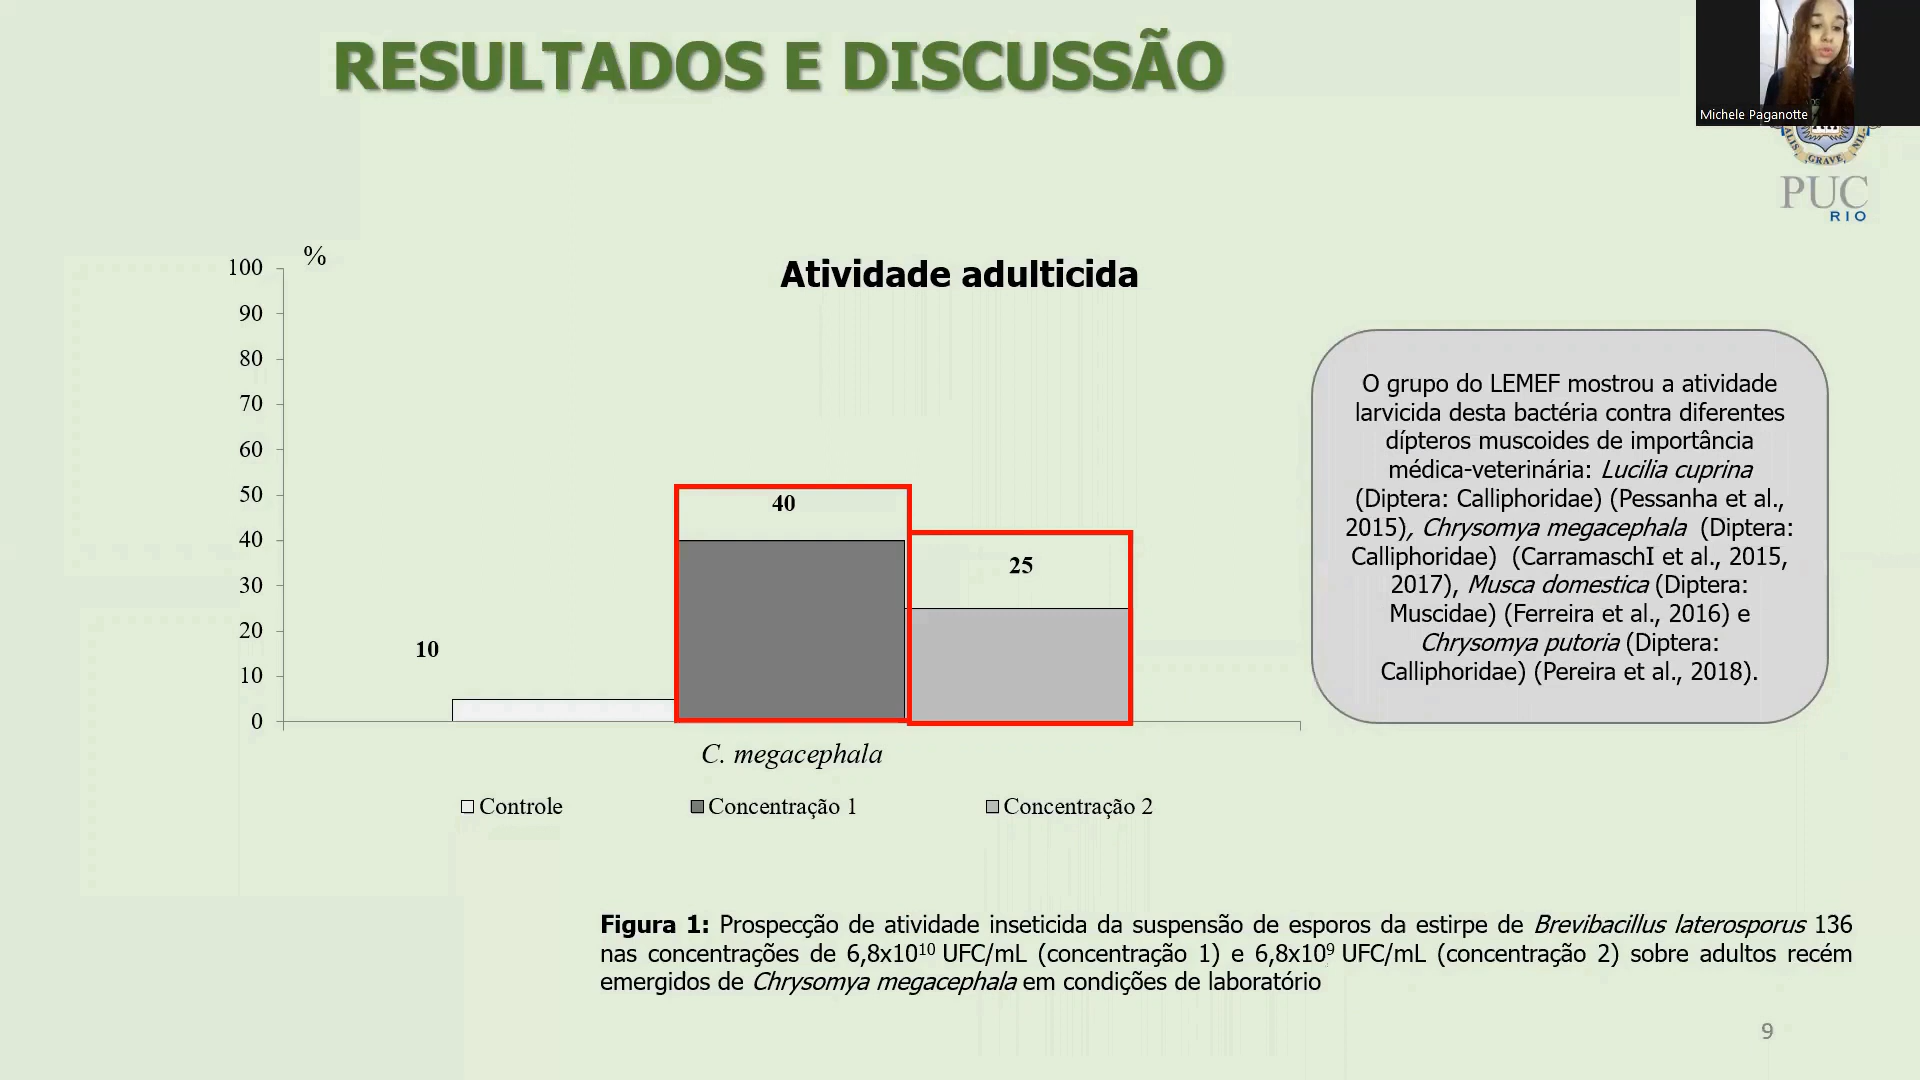 RESULTADOS E DISCUSSÃO
Michele Paganotte
ALIS GRAVE NIL
PUC
RIO
%
Atividade adulticida
100
90
80
70
60
50
40
30
20
10
0
10
40
25
C. megacephala
Controle
Concentração 1
Concentração 2
O grupo do LEMEF mostrou a atividade
larvicida desta bactéria contra diferentes
dípteros muscoides de importância
médica-veterinária: Lucilia cuprina
(Diptera: Calliphoridae) (Pessanha et al.,
2015), Chrysomya megacephala (Diptera:
Calliphoridae) (CarramaschI et al., 2015,
2017), Musca domestica (Diptera:
Muscidae) (Ferreira et al., 2016) e
Chrysomya putoria (Diptera:
Calliphoridae) (Pereira et al., 2018).
Figura 1: Prospecção de atividade inseticida da suspensão de esporos da estirpe de Brevibacillus laterosporus 136
nas concentrações de 6,8x10¹⁰ UFC/mL (concentração 1) e 6,8x10⁹ UFC/mL (concentração 2) sobre adultos recém
emergidos de Chrysomya megacephala em condições de laboratório
9